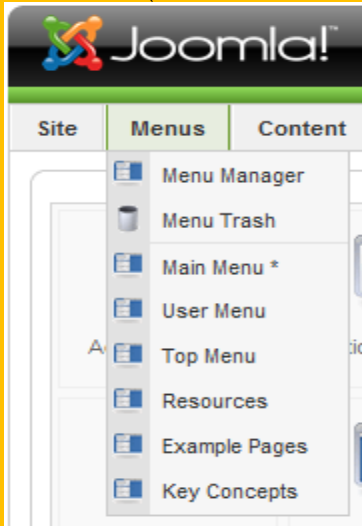 Joomla!™
Site Menus Content
Menu Manager
Menu Trash
Main Menu *
User Menu
Top Menu
Resources
Example Pages
Key Concepts